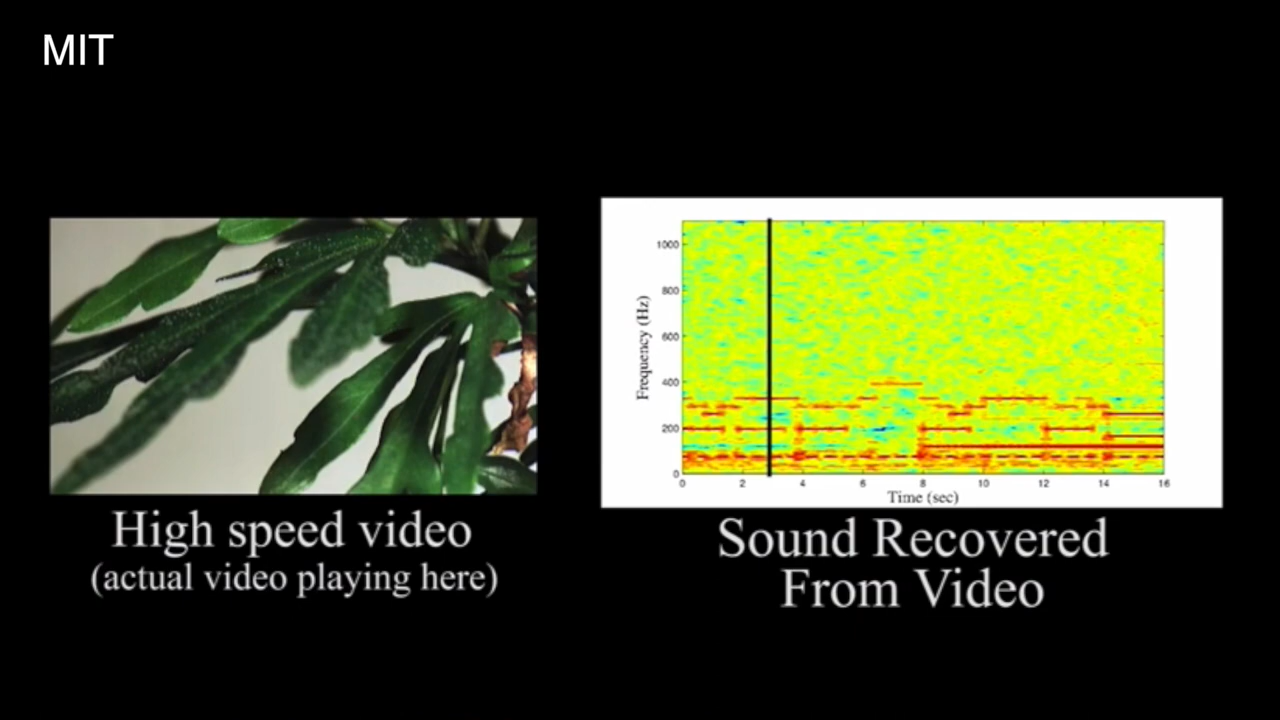 MIT
1000
800
600
400
200
0
Frequency (Hz)
0 2 4 6 8 10 12 14 16
Time (sec)
High speed video
(actual video playing here)
Sound Recovered
From Video